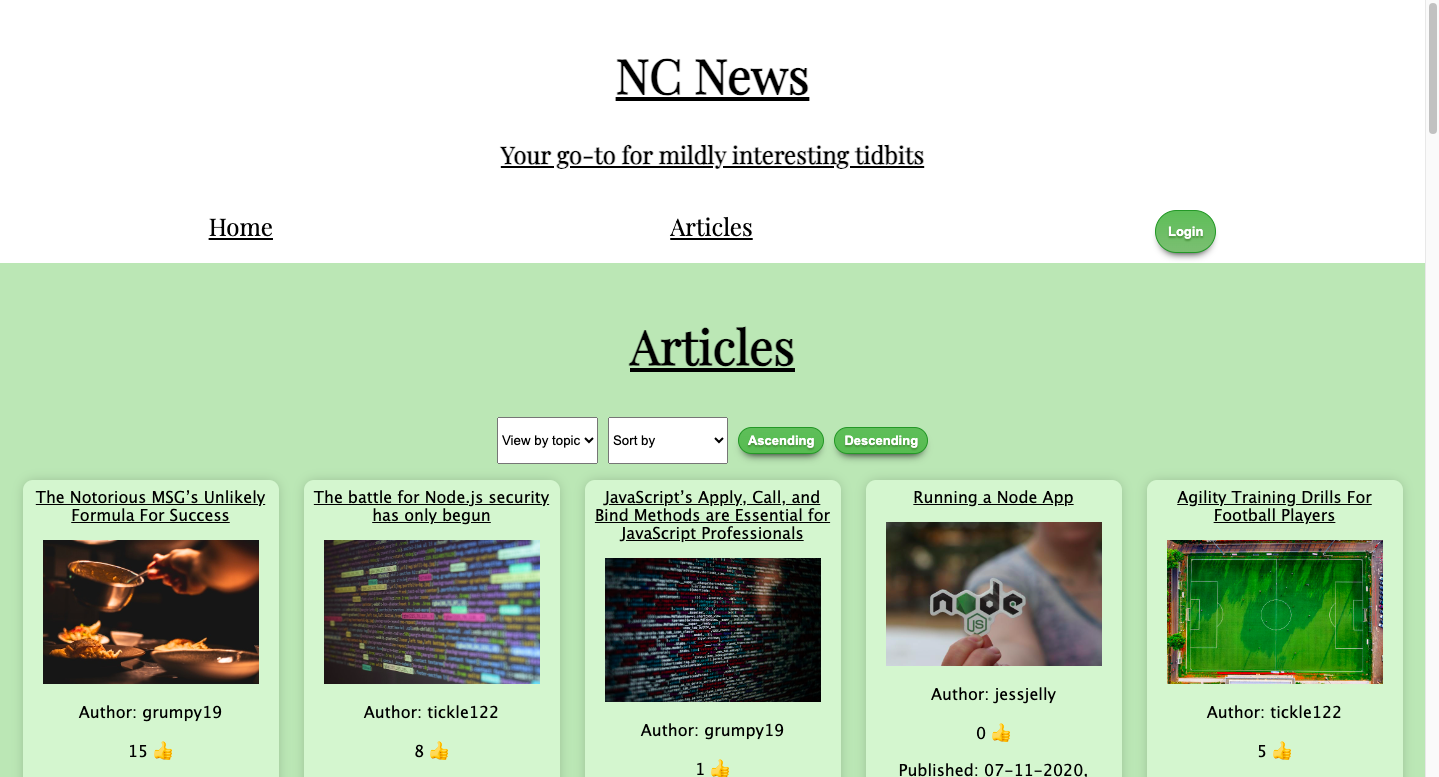 NC News
Your go-to for mildly interesting tidbits
Home
Articles
Login
Articles
View by topic
Sort by
Ascending
Descending
The Notorious MSG’s Unlikely
Formula For Success
Author: grumpy19
15 👍
The battle for Node.js security
has only begun
Author: tickle122
8 👍
JavaScript’s Apply, Call, and
Bind Methods are Essential for
JavaScript Professionals
Author: grumpy19
1 👍
Running a Node App
node
JS
Author: jessjelly
0 👍
Published: 07-11-2020,
Agility Training Drills For
Football Players
Author: tickle122
5 👍